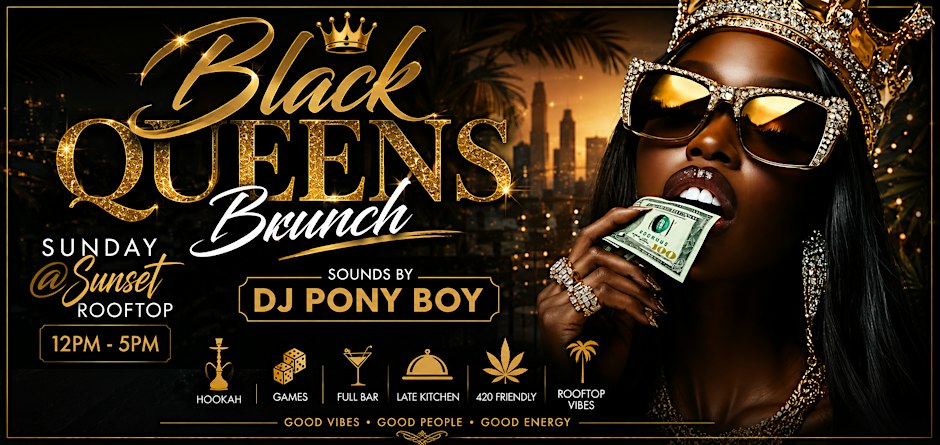 Black
QUEENS
Brunch
SUNDAY
@Sunset
ROOFTOP
12PM - 5PM
SOUNDS BY
DJ PONY BOY
HOOKAH
GAMES
FULL BAR
LATE KITCHEN
420 FRIENDLY
ROOFTOP
VIBES
GOOD VIBES • GOOD PEOPLE • GOOD ENERGY
100